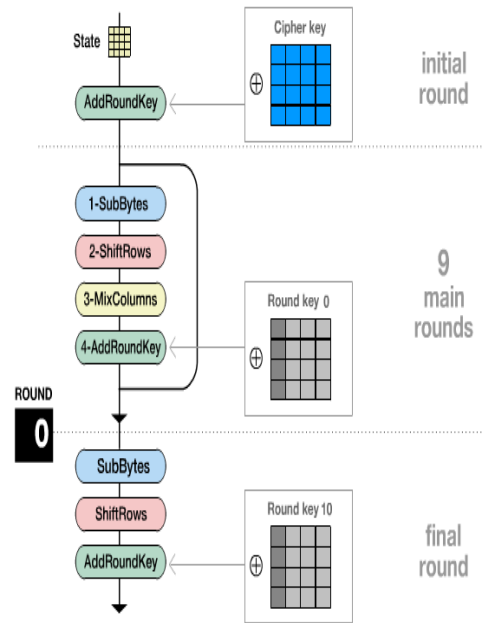 State
Cipher key
initial
round
⊕
AddRoundKey
1-SubBytes
2-ShiftRows
3-MixColumns
4-AddRoundKey
Round key 0
⊕
9
main
rounds
ROUND
0
SubBytes
ShiftRows
AddRoundKey
Round key 10
⊕
final
round